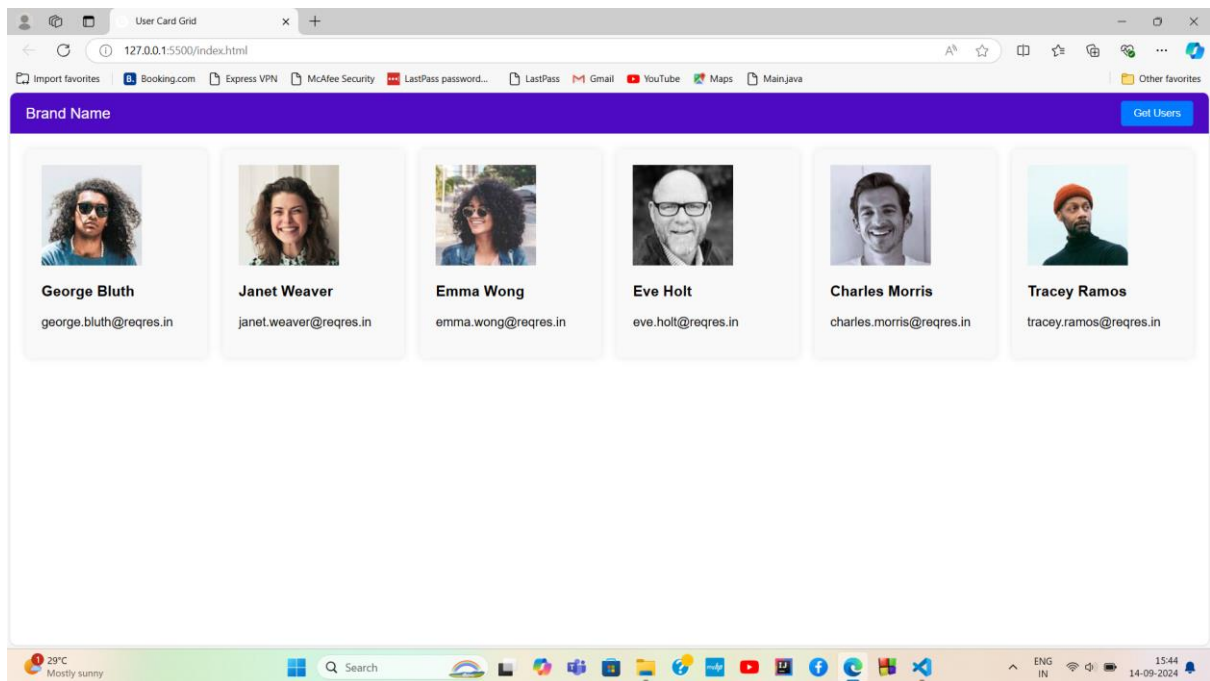 User Card Grid
127.0.0.1:5500/index.html
Import favorites B. Booking.com Express VPN McAfee Security LastPass password... LastPass Gmail YouTube Maps Main.java Other favorites
Brand Name Get Users
George Bluth Janet Weaver Emma Wong Eve Holt Charles Morris Tracey Ramos
george.bluth@reqres.in janet.weaver@reqres.in emma.wong@reqres.in eve.holt@reqres.in charles.morris@reqres.in tracey.ramos@reqres.in
1 29°C Search ENG 15:44
Mostly sunny IN 14-09-2024